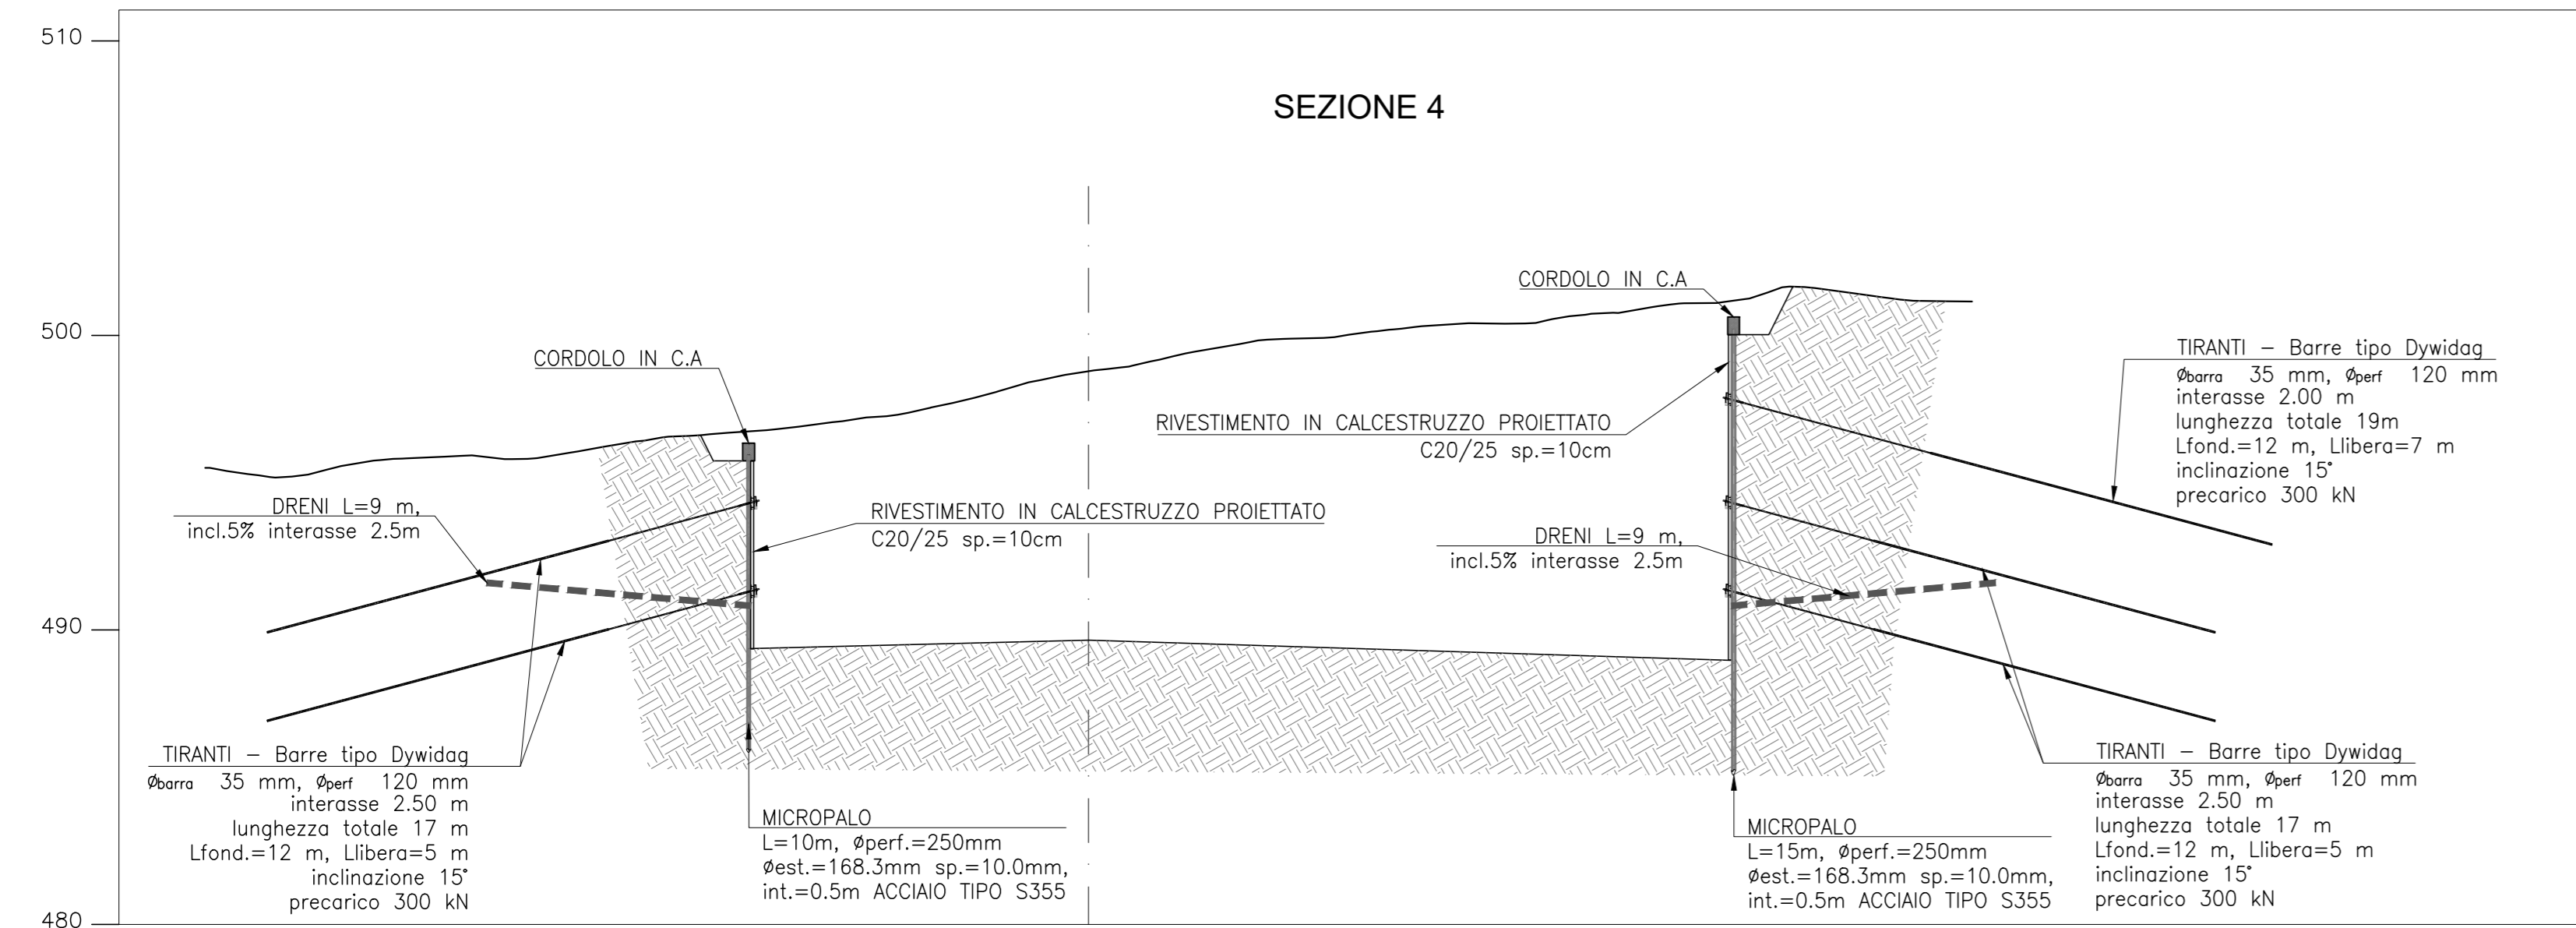 510
SEZIONE 4
CORDOLO IN C.A
500
TIRANTI – Barre tipo Dywidag
Øbarra 35 mm, Øperf 120 mm
interasse 2.00 m
lunghezza totale 19m
Lfond.=12 m, Llibera=7 m
inclinazione 15°
precarico 300 kN
CORDOLO IN C.A
RIVESTIMENTO IN CALCESTRUZZO PROIETTATO
C20/25 sp.=10cm
DRENI L=9 m,
incl.5% interasse 2.5m
RIVESTIMENTO IN CALCESTRUZZO PROIETTATO
C20/25 sp.=10cm
DRENI L=9 m,
incl.5% interasse 2.5m
490
TIRANTI – Barre tipo Dywidag
Øbarra 35 mm, Øperf 120 mm
interasse 2.50 m
lunghezza totale 17 m
Lfond.=12 m, Llibera=5 m
inclinazione 15°
precarico 300 kN
MICROPALO
L=10m, Øperf.=250mm
Øest.=168.3mm sp.=10.0mm,
int.=0.5m ACCIAIO TIPO S355
MICROPALO
L=15m, Øperf.=250mm
Øest.=168.3mm sp.=10.0mm,
int.=0.5m ACCIAIO TIPO S355
TIRANTI – Barre tipo Dywidag
Øbarra 35 mm, Øperf 120 mm
interasse 2.50 m
lunghezza totale 17 m
Lfond.=12 m, Llibera=5 m
inclinazione 15°
precarico 300 kN
480